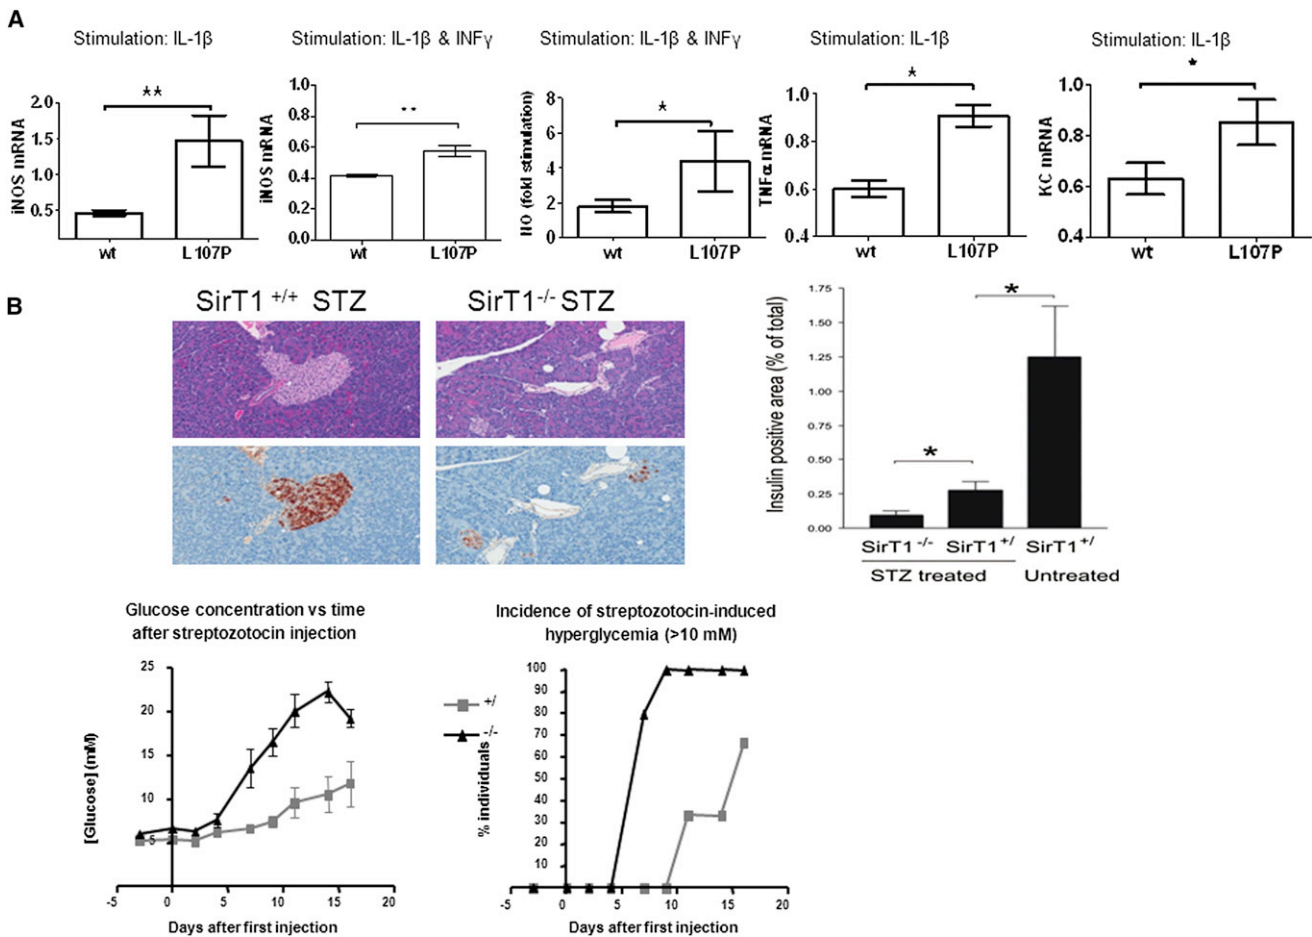 A
Stimulation: IL-1β
Stimulation: IL-1β & INFγ
Stimulation: IL-1β & INFγ
Stimulation: IL-1β
Stimulation: IL-1β
iNOS mRNA
2.0
1.5
1.0
0.5
**
wt L107P
iNOS mRNA
1.0
0.8
0.6
0.4
0.2
0.0
**
wt L107P
NO (fold stimulation)
8
6
4
2
0
*
wt L107P
TNFα mRNA
1.0
0.8
0.6
0.4
*
wt L107P
KC mRNA
1.0
0.8
0.6
0.4
*
wt L107P
B
SirT1 +/+ STZ
SirT1-/- STZ
Insulin positive area (% of total)
1.75
1.50
1.25
1.00
0.75
0.50
0.25
0.00
*
*
SirT1-/- SirT1+/ SirT1+/
STZ treated Untreated
Glucose concentration vs time
after streptozotocin injection
[Glucose] (mM)
25
20
15
10
5
-5 0 5 10 15 20
Days after first injection
+/
-/-
Incidence of streptozotocin-induced
hyperglycemia (>10 mM)
% individuals
100
90
80
70
60
50
40
30
20
10
-5 0 5 10 15 20
Days after first injection